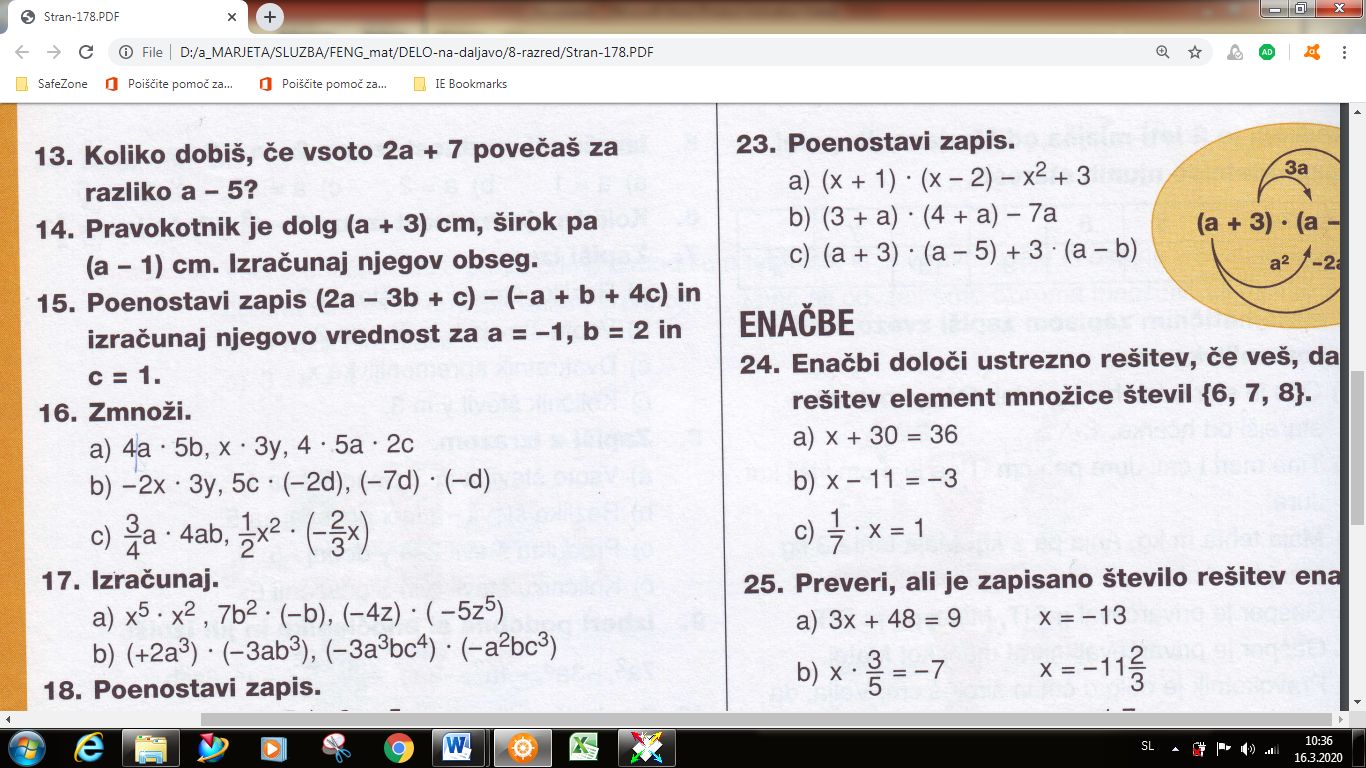 Stran-178.PDF
File | D:/a_MARJETA/SLUZBA/FENG_mat/DELO-na-daljavo/8-razred/Stran-178.PDF
SafeZone Poiščite pomoč za... Poiščite pomoč za... IE Bookmarks
13. Koliko dobiš, če vsoto 2a + 7 povečaš za
razliko a − 5?
14. Pravokotnik je dolg (a + 3) cm, širok pa
(a − 1) cm. Izračunaj njegov obseg.
15. Poenostavi zapis (2a − 3b + c) − (−a + b + 4c) in
izračunaj njegovo vrednost za a = −1, b = 2 in
c = 1.
16. Zmnoži.
a) 4a · 5b, x · 3y, 4 · 5a · 2c
b) −2x · 3y, 5c · (−2d), (−7d) · (−d)
c) 3/4 a · 4ab, 1/2 x² · (−2/3 x)
17. Izračunaj.
a) x⁵ · x², 7b² · (−b), (−4z) · (−5z⁵)
b) (+2a³) · (−3ab³), (−3a³bc⁴) · (−a²bc³)
18. Poenostavi zapis.
23. Poenostavi zapis.
a) (x + 1) · (x − 2) − x² + 3
b) (3 + a) · (4 + a) − 7a
c) (a + 3) · (a − 5) + 3 · (a − b)
3a
(a + 3) · (a −
a² −2a
ENAČBE
24. Enačbi določi ustrezno rešitev, če veš, da
rešitev element množice števil {6, 7, 8}.
a) x + 30 = 36
b) x − 11 = −3
c) 1/7 · x = 1
25. Preveri, ali je zapisano število rešitev ena
a) 3x + 48 = 9 x = −13
b) x · 3/5 = −7 x = −11 2/3
SL
10:36
16.3.2020